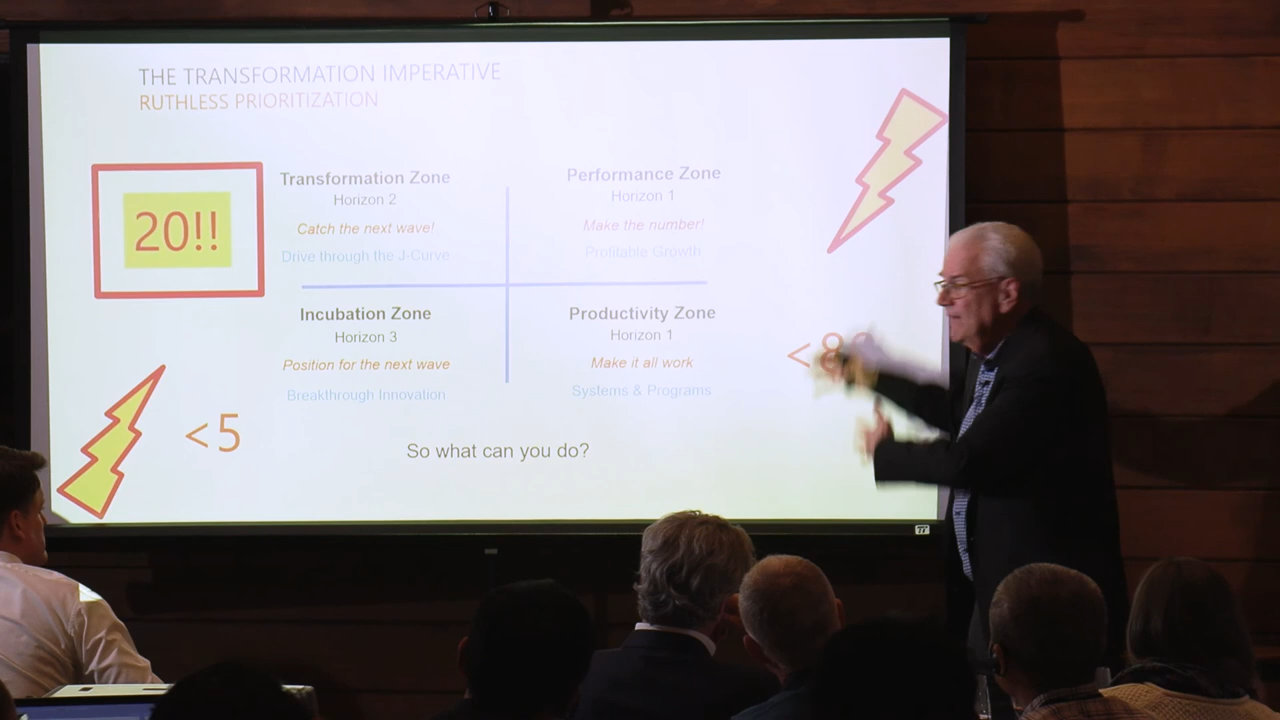 THE TRANSFORMATION IMPERATIVE
RUTHLESS PRIORITIZATION
20!!
Transformation Zone
Horizon 2
Catch the next wave!
Drive through the J-Curve
Performance Zone
Horizon 1
Make the number!
Profitable Growth
Incubation Zone
Horizon 3
Position for the next wave
Breakthrough Innovation
Productivity Zone
Horizon 1
Make it all work
Systems & Programs
<5
So what can you do?